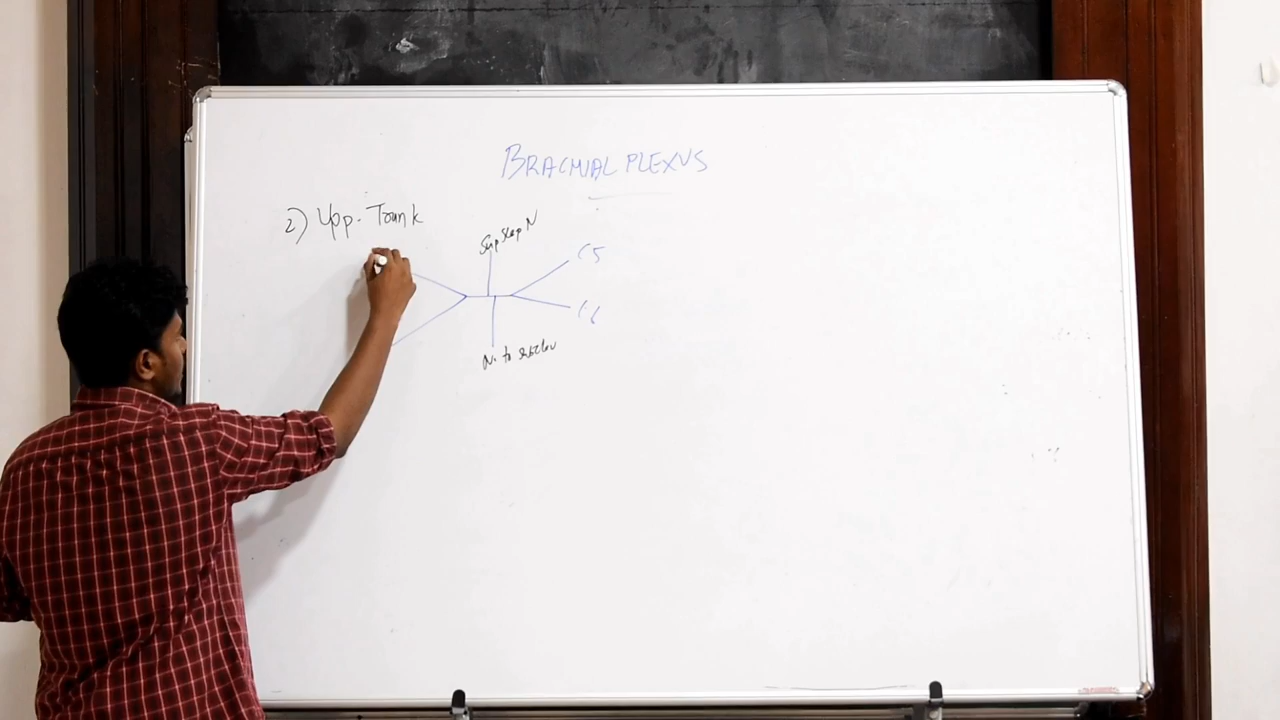 BRACHIAL PLEXUS
2) Upp. Trunk
Sup scap N
C5
C6
N. to subclav